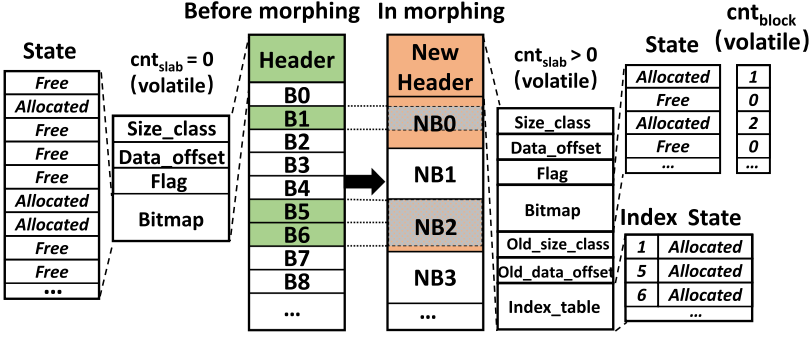 Before morphing
In morphing
cnt_block
(volatile)
State
cnt_slab = 0
(volatile)
Header
New
Header
cnt_slab > 0
(volatile)
State
Free
Allocated
Free
Free
Free
Allocated
Allocated
Free
Free
...
Size_class
Data_offset
Flag
Bitmap
B0
B1
B2
B3
B4
B5
B6
B7
B8
...
NB0
NB1
NB2
NB3
...
Size_class
Data_offset
Flag
Bitmap
Old_size_class
Old_data_offset
Index_table
Allocated 1
Free 0
Allocated 2
Free 0
... ...
Index State
1 Allocated
5 Allocated
6 Allocated
...